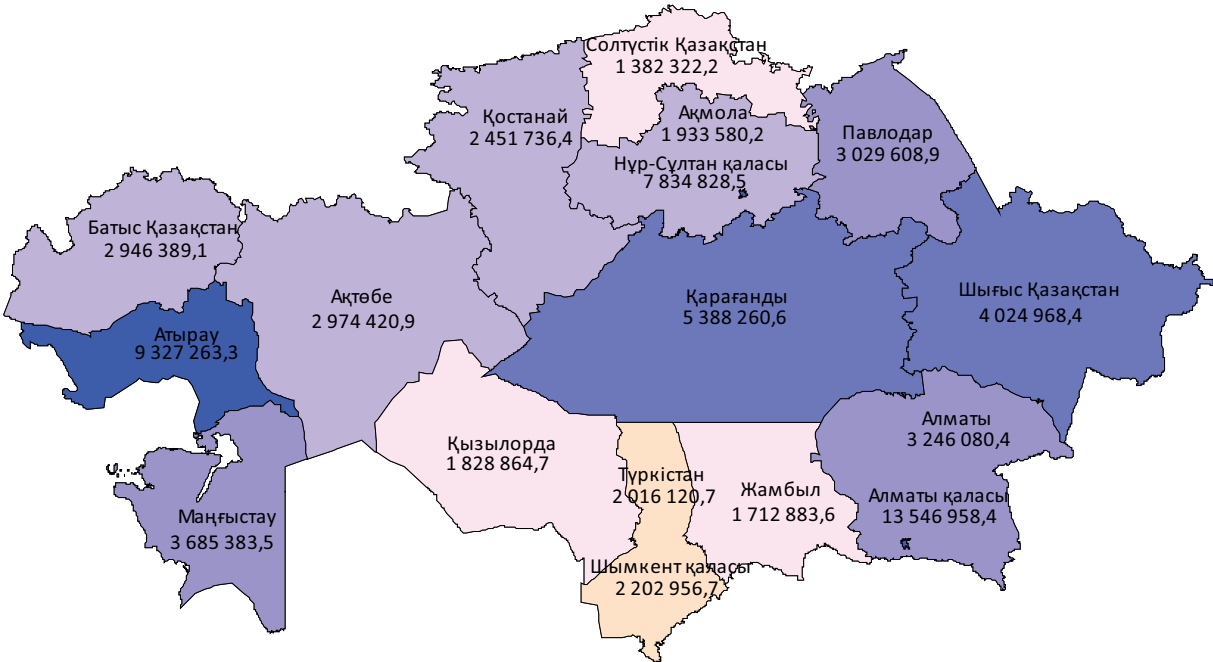 Солтүстік Қазақстан
1 382 322,2
Қостанай
2 451 736,4
Ақмола
1 933 580,2
Нұр-Сұлтан қаласы
7 834 828,5
Павлодар
3 029 608,9
Батыс Қазақстан
2 946 389,1
Ақтөбе
2 974 420,9
Қарағанды
5 388 260,6
Шығыс Қазақстан
4 024 968,4
Атырау
9 327 263,3
Алматы
3 246 080,4
Қызылорда
1 828 864,7
Түркістан
2 016 120,7
Жамбыл
1 712 883,6
Алматы қаласы
13 546 958,4
Маңғыстау
3 685 383,5
Шымкент қаласы
2 202 956,7